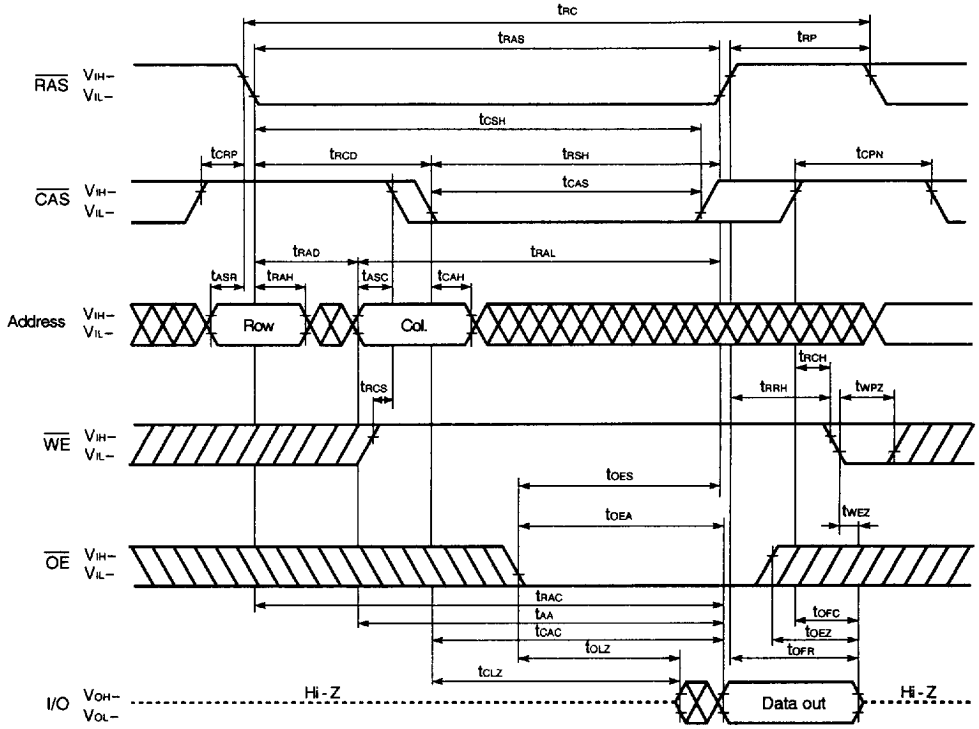 tRC
tRAS
tRP
RAS
VIH–
VIL–
tCSH
tCRP
tRCD
tRSH
tCPN
CAS
VIH–
VIL–
tCAS
tRAD
tRAL
tASR
tRAH
tASC
tCAH
Address
VIH–
VIL–
Row
Col.
tRCH
tRCS
tRRH
tWPZ
WE
VIH–
VIL–
tOES
tOEA
tWEZ
OE
VIH–
VIL–
tRAC
tAA
tOFC
tCAC
tOEZ
tOLZ
tOFR
tCLZ
I/O
VOH–
VOL–
Hi - Z
Data out
Hi - Z